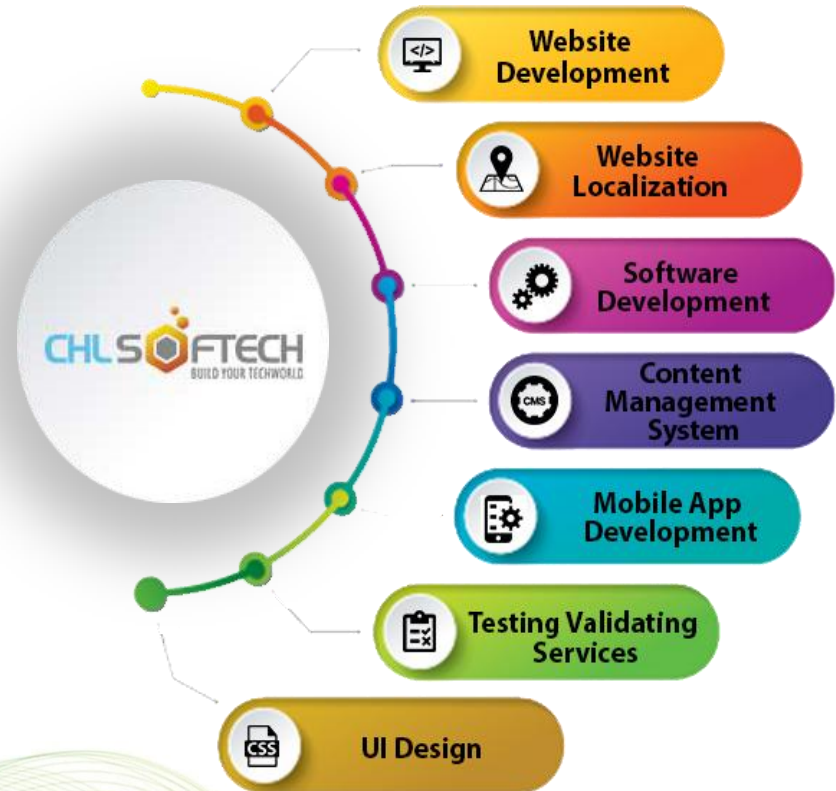 </>
Website
Development
Website
Localization
Software
Development
CHLSOFTECH
BUILD YOUR TECHWORLD
CMS
Content
Management
System
Mobile App
Development
Testing Validating
Services
CSS
UI Design